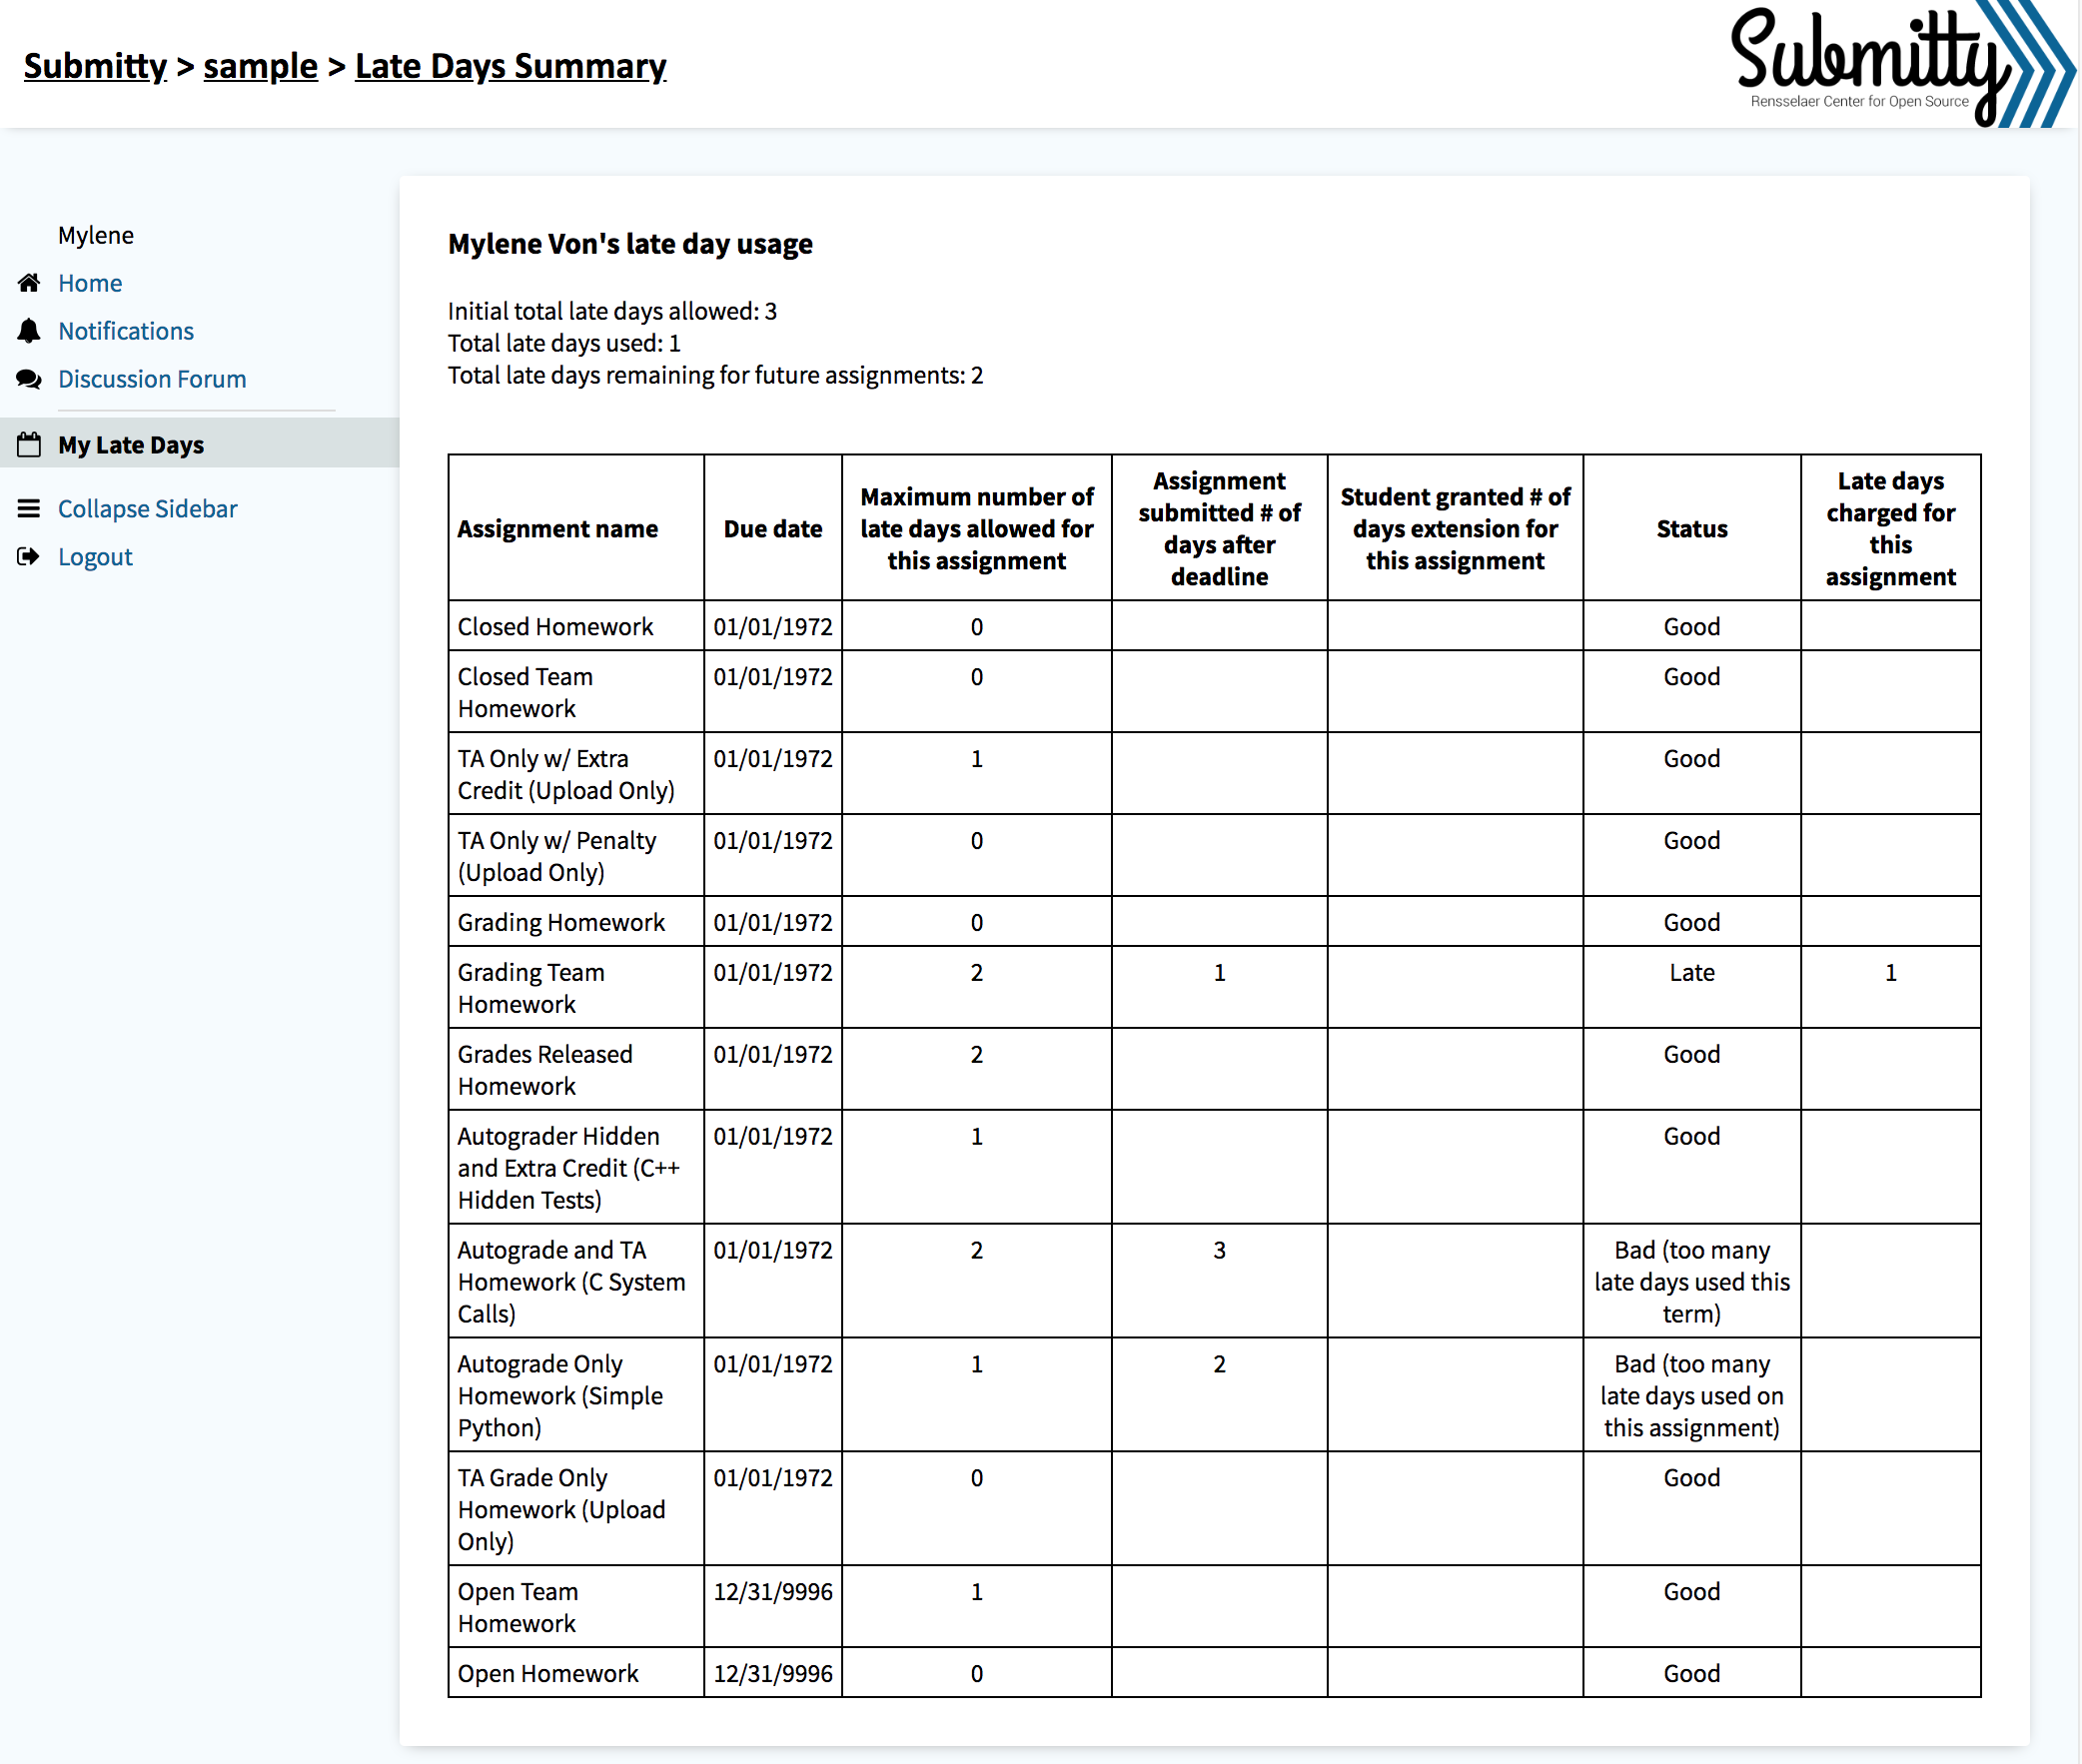 Submitty > sample > Late Days Summary
Submitty
Rensselaer Center for Open Source
Mylene
Home
Notifications
Discussion Forum
My Late Days
Collapse Sidebar
Logout
Mylene Von's late day usage
Initial total late days allowed: 3
Total late days used: 1
Total late days remaining for future assignments: 2
Assignment name
Due date
Maximum number of
late days allowed for
this assignment
Assignment
submitted # of
days after
deadline
Student granted # of
days extension for
this assignment
Status
Late days
charged for
this
assignment
Closed Homework 01/01/1972 0 Good
Closed Team 01/01/1972 0 Good
Homework
TA Only w/ Extra 01/01/1972 1 Good
Credit (Upload Only)
TA Only w/ Penalty 01/01/1972 0 Good
(Upload Only)
Grading Homework 01/01/1972 0 Good
Grading Team 01/01/1972 2 1 Late 1
Homework
Grades Released 01/01/1972 2 Good
Homework
Autograder Hidden 01/01/1972 1 Good
and Extra Credit (C++
Hidden Tests)
Autograde and TA 01/01/1972 2 3 Bad (too many
Homework (C System late days used this
Calls) term)
Autograde Only 01/01/1972 1 2 Bad (too many
Homework (Simple late days used on
Python) this assignment)
TA Grade Only 01/01/1972 0 Good
Homework (Upload
Only)
Open Team 12/31/9996 1 Good
Homework
Open Homework 12/31/9996 0 Good